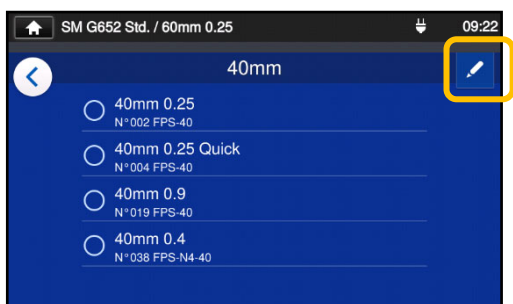 SM G652 Std. / 60mm 0.25 09:22
40mm
40mm 0.25
N°002 FPS-40
40mm 0.25 Quick
N°004 FPS-40
40mm 0.9
N°019 FPS-40
40mm 0.4
N°038 FPS-N4-40